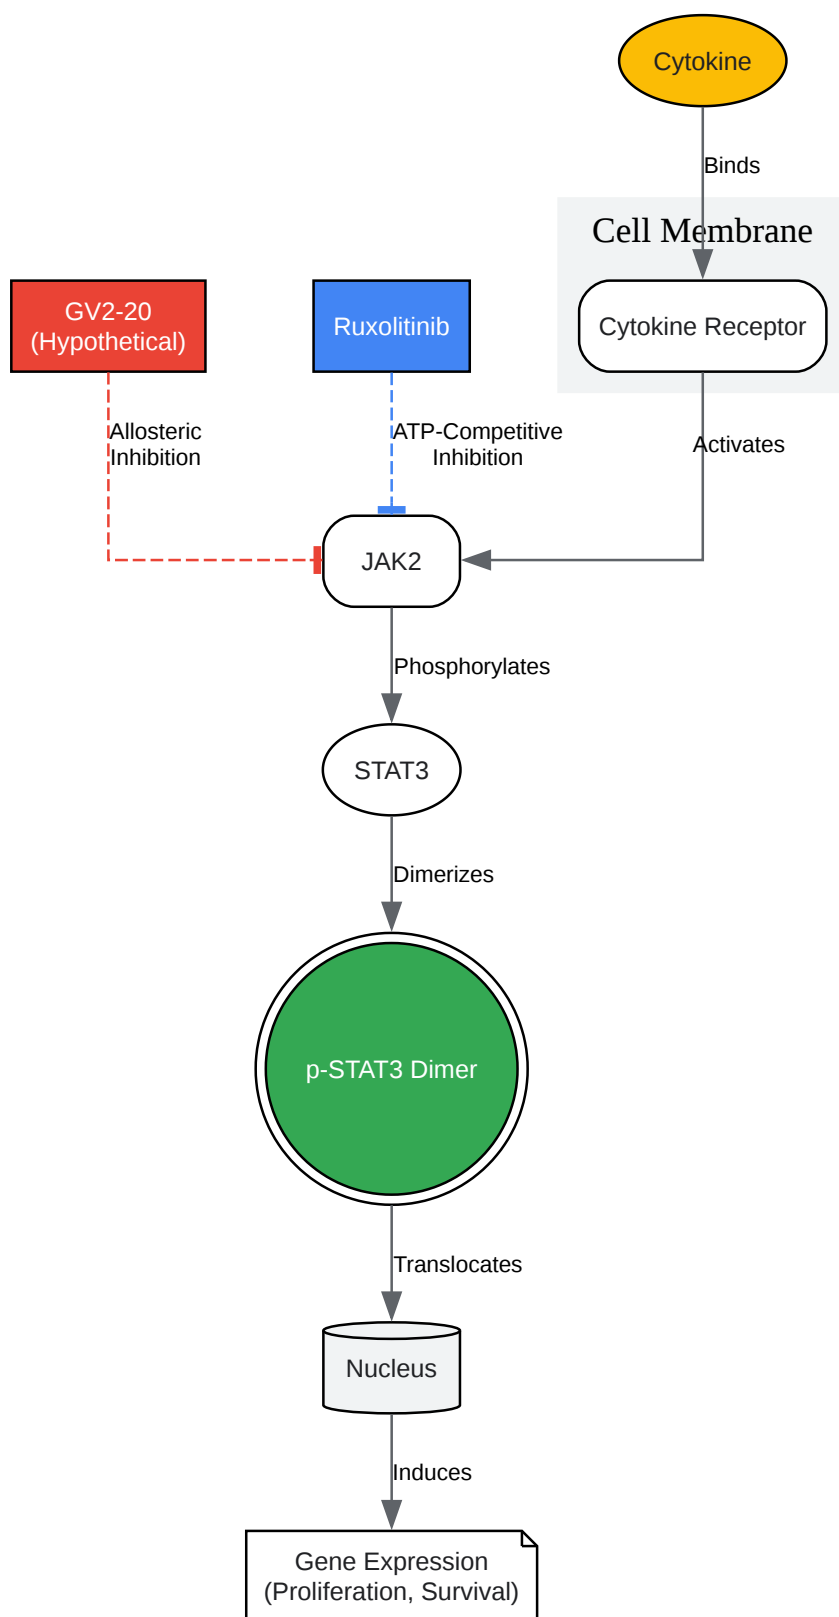 Cytokine
Binds
Cell Membrane
GV2-20
(Hypothetical)
Ruxolitinib
Cytokine Receptor
Allosteric
Inhibition
ATP-Competitive
Inhibition
Activates
JAK2
Phosphorylates
STAT3
Dimerizes
p-STAT3 Dimer
Translocates
Nucleus
Induces
Gene Expression
(Proliferation, Survival)